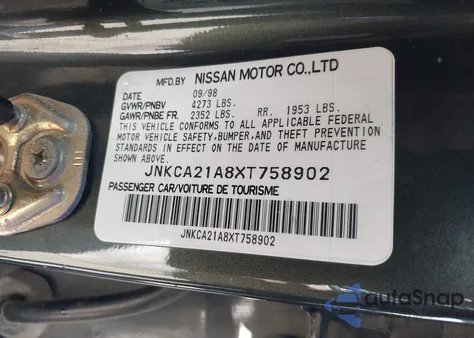 MFD.BY NISSAN MOTOR CO.,LTD
DATE 09/98
GVWR/PNBV 4273 LBS.
GAWR/PNBE FR. 2352 LBS. RR. 1953 LBS.
THIS VEHICLE CONFORMS TO ALL APPLICABLE FEDERAL
MOTOR VEHICLE SAFETY,BUMPER,AND THEFT PREVENTION
STANDARDS IN EFFECT ON THE DATE OF MANUFACTURE
SHOWN ABOVE.
JNKCA21A8XT758902
PASSENGER CAR/VOITURE DE TOURISME
JNKCA21A8XT758902
autoSnap